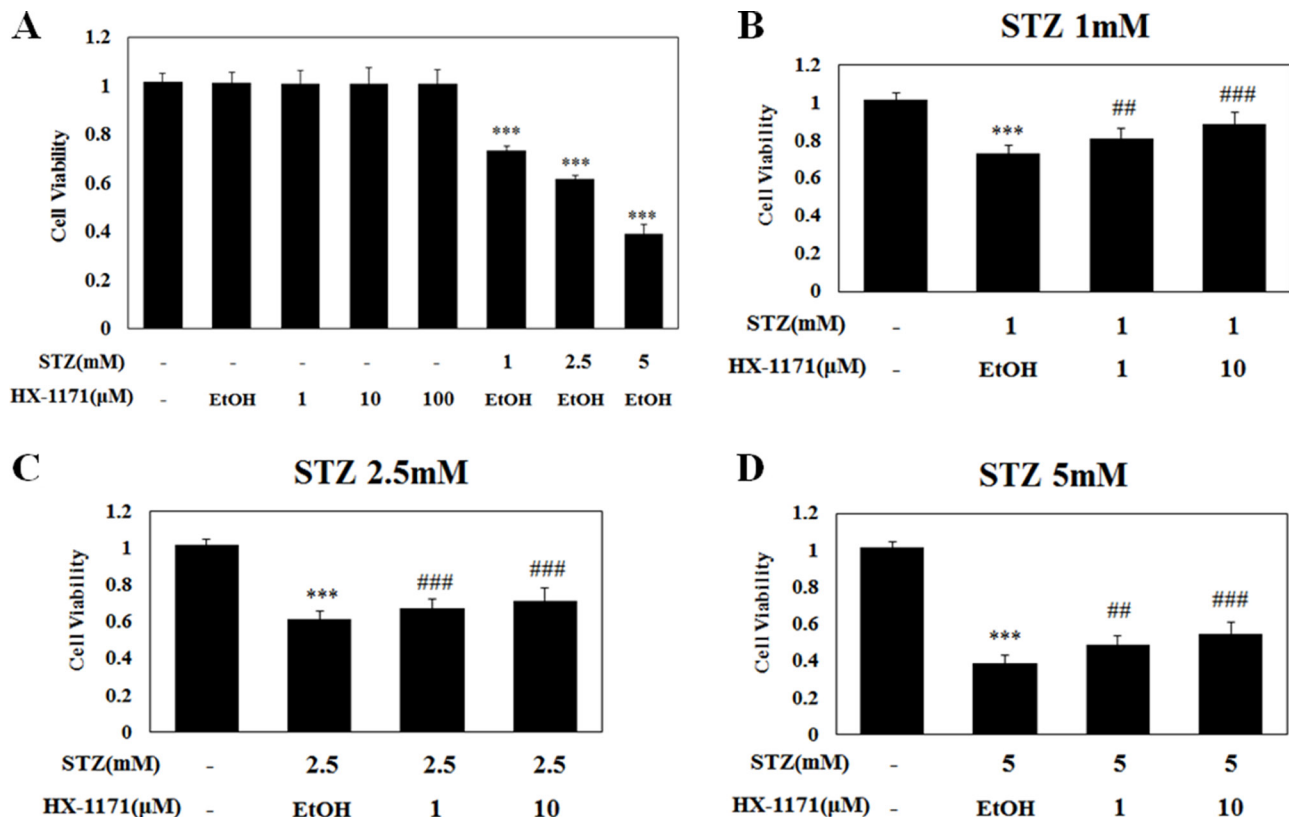 A
1.2
1
0.8
0.6
0.4
0.2
0
Cell Viability
*** *** ***
STZ(mM) - - - - - 1 2.5 5
HX-1171(μM) - EtOH 1 10 100 EtOH EtOH EtOH
B
STZ 1mM
1.2
1
0.8
0.6
0.4
0.2
0
Cell Viability
*** ## ###
STZ(mM) - 1 1 1
HX-1171(μM) - EtOH 1 10
C
STZ 2.5mM
1.2
1
0.8
0.6
0.4
0.2
0
Cell Viability
*** ### ###
STZ(mM) - 2.5 2.5 2.5
HX-1171(μM) - EtOH 1 10
D
STZ 5mM
1.2
1
0.8
0.6
0.4
0.2
0
Cell Viability
*** ## ###
STZ(mM) - 5 5 5
HX-1171(μM) - EtOH 1 10